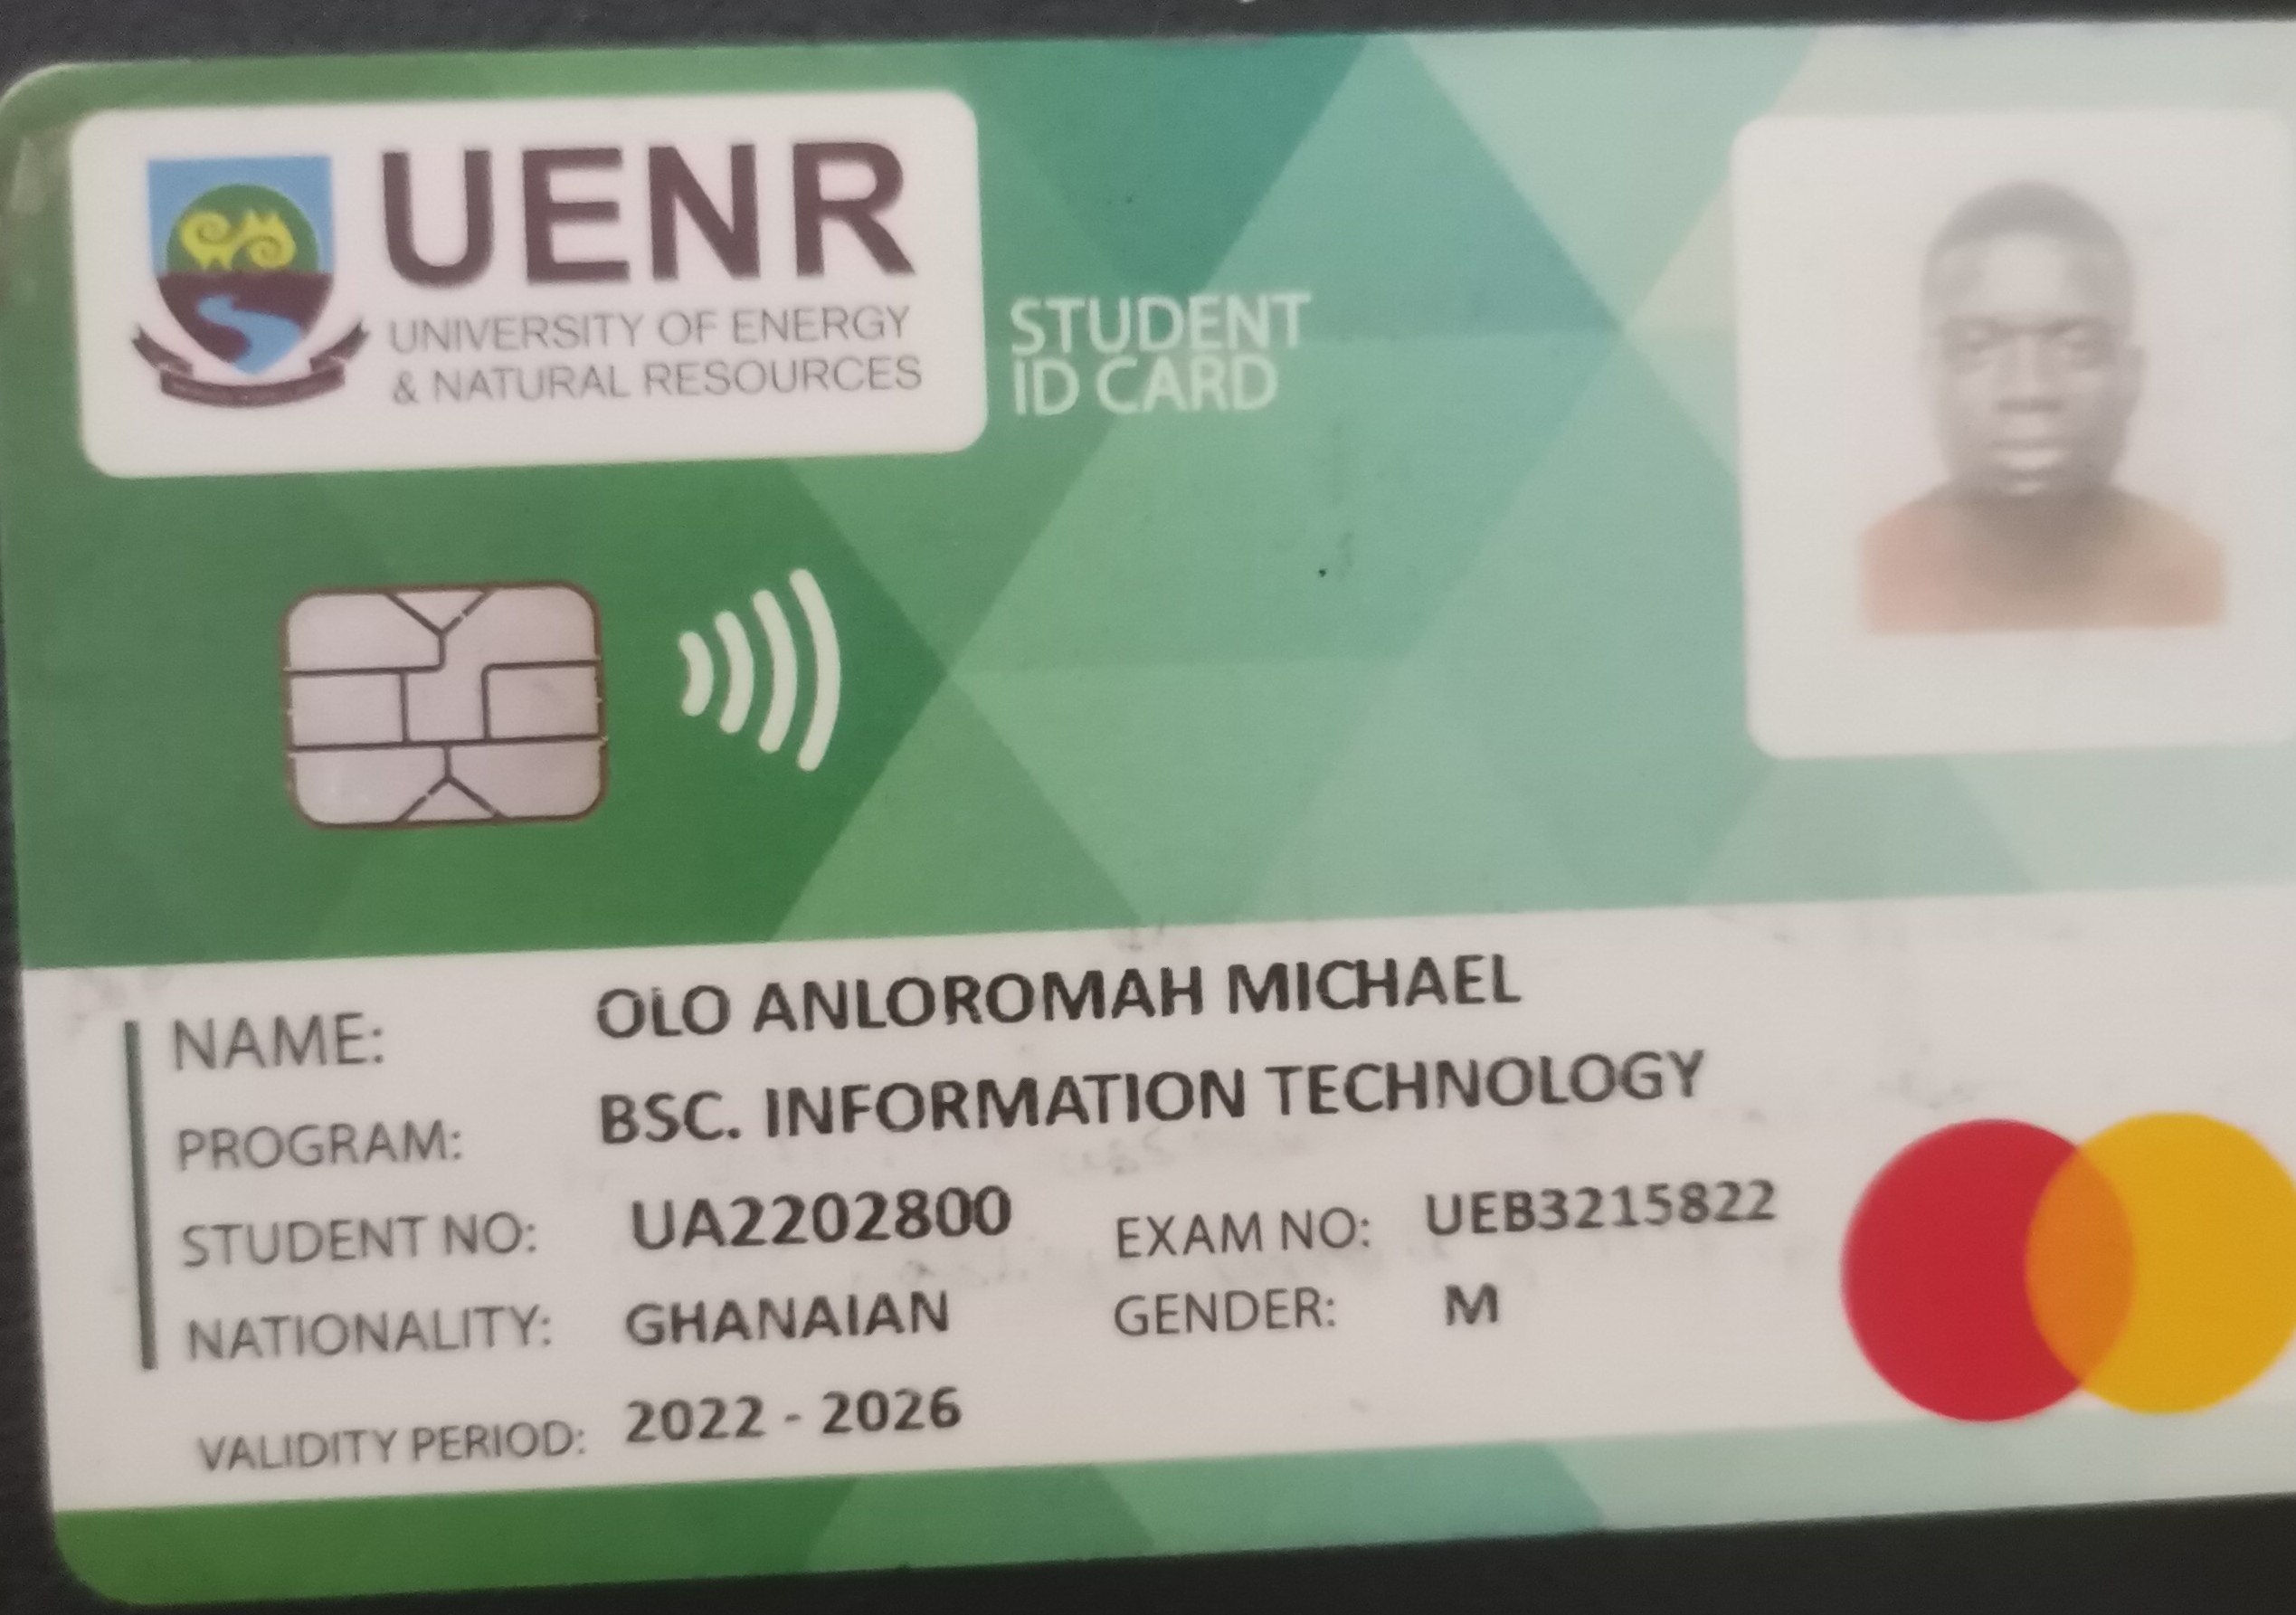 UENR
UNIVERSITY OF ENERGY
& NATURAL RESOURCES
STUDENT
ID CARD
NAME: OLO ANLOROMAH MICHAEL
PROGRAM: BSC. INFORMATION TECHNOLOGY
STUDENT NO: UA2202800 EXAM NO: UEB3215822
NATIONALITY: GHANAIAN GENDER: M
VALIDITY PERIOD: 2022 - 2026